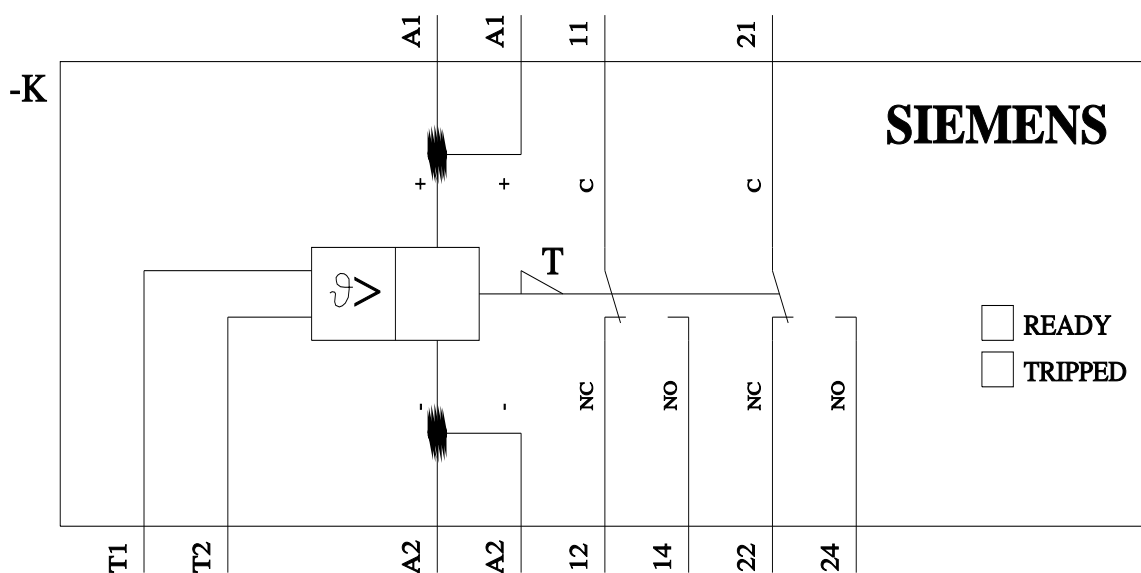 A1 A1 11 21
-K
SIEMENS
+ + C C
T
ϑ>
READY
TRIPPED
- - NC NO NC NO
T1 T2 A2 A2 12 14 22 24